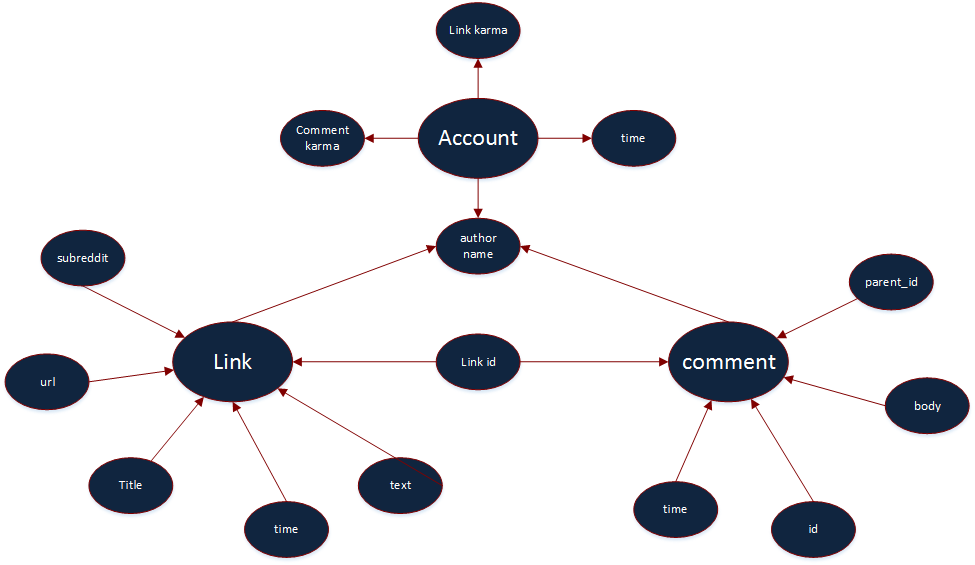 Link karma
Comment
karma
Account
time
author
name
subreddit
parent_id
Link
Link id
comment
url
body
Title
text
time
time
id